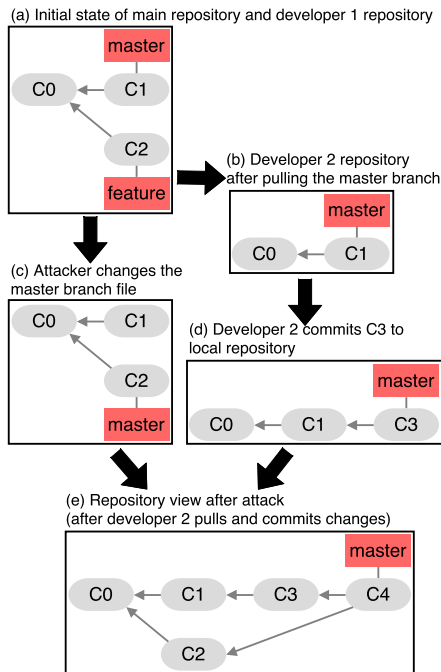 (a) Initial state of main repository and developer 1 repository
master
C0
C1
C2
feature
(b) Developer 2 repository
after pulling the master branch
master
C0
C1
(c) Attacker changes the
master branch file
C0
C1
C2
master
(d) Developer 2 commits C3 to
local repository
master
C0
C1
C3
(e) Repository view after attack
(after developer 2 pulls and commits changes)
master
C0
C1
C3
C4
C2